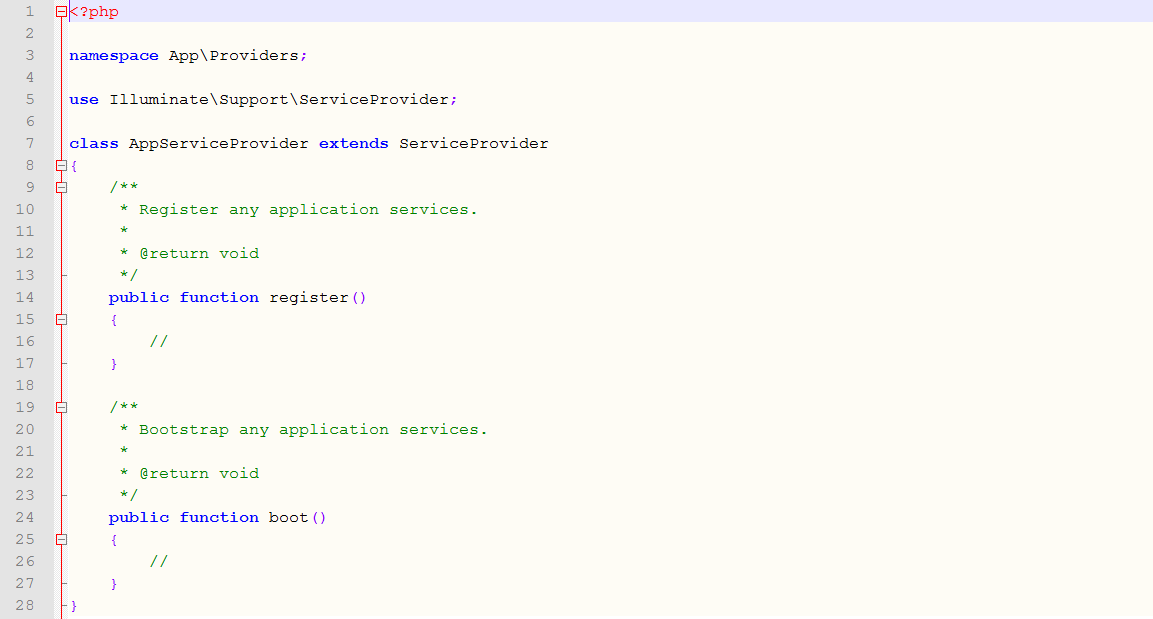 1 <?php
2
3 namespace App\Providers;
4
5 use Illuminate\Support\ServiceProvider;
6
7 class AppServiceProvider extends ServiceProvider
8 {
9     /**
10      * Register any application services.
11      *
12      * @return void
13      */
14     public function register()
15     {
16         //
17     }
18
19     /**
20      * Bootstrap any application services.
21      *
22      * @return void
23      */
24     public function boot()
25     {
26         //
27     }
28 }